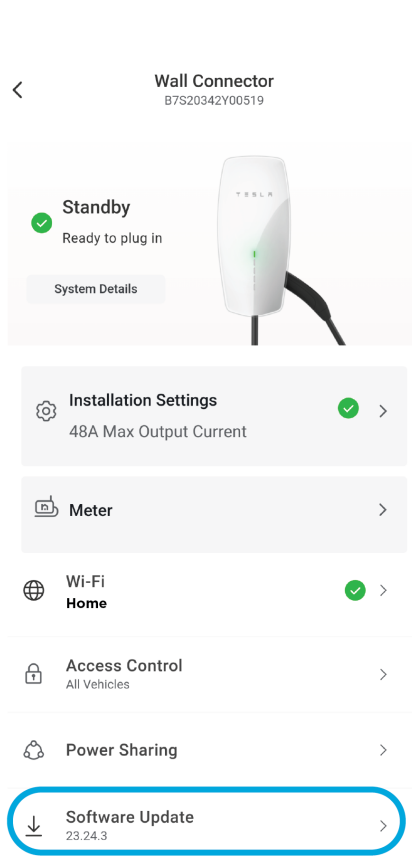 Wall Connector
B7S20342Y00519
TESLA
Standby
Ready to plug in
System Details
Installation Settings
48A Max Output Current
Meter
Wi-Fi
Home
Access Control
All Vehicles
Power Sharing
Software Update
23.24.3